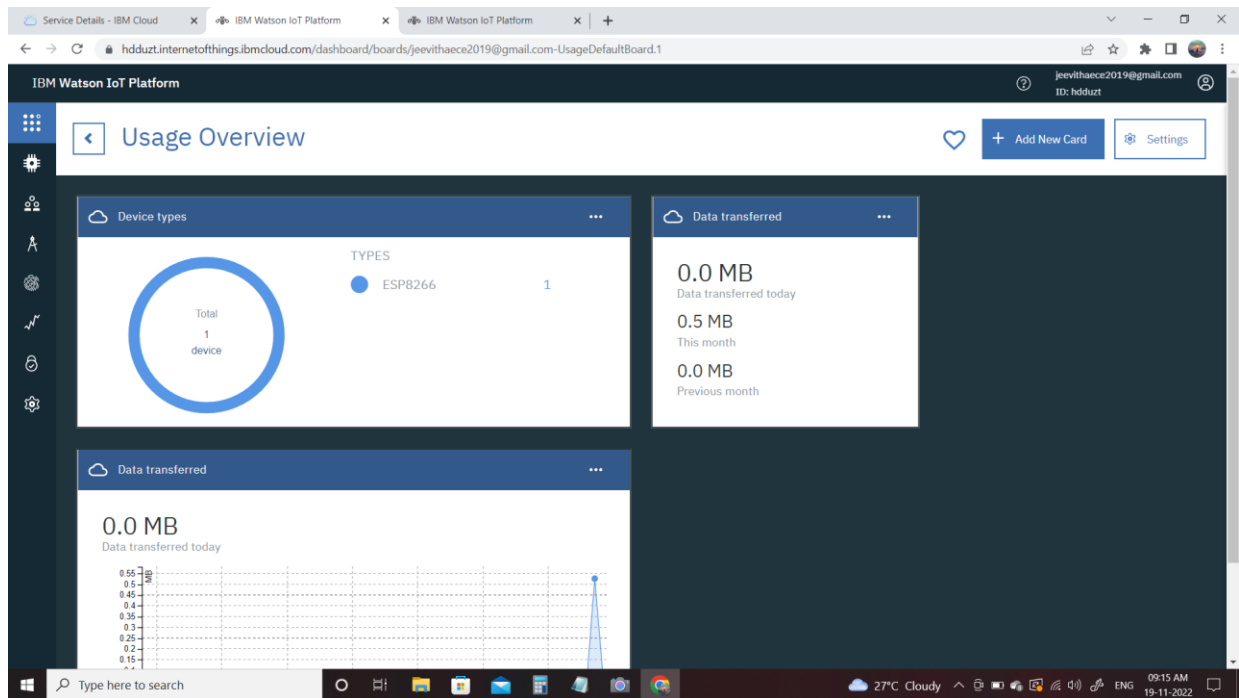 Service Details - IBM Cloud
IBM Watson IoT Platform
IBM Watson IoT Platform
hdduzt.internetofthings.ibmcloud.com/dashboard/boards/jeevithaece2019@gmail.com-UsageDefaultBoard.1
IBM Watson IoT Platform
jeevithaece2019@gmail.com
ID: hdduzt
Usage Overview
Add New Card
Settings
Device types
Total
1
device
TYPES
ESP8266 1
Data transferred
0.0 MB
Data transferred today
0.5 MB
This month
0.0 MB
Previous month
Data transferred
0.0 MB
Data transferred today
MB
0.55
0.5
0.45
0.4
0.35
0.3
0.25
0.2
0.15
Type here to search
27°C Cloudy
ENG
09:15 AM
19-11-2022